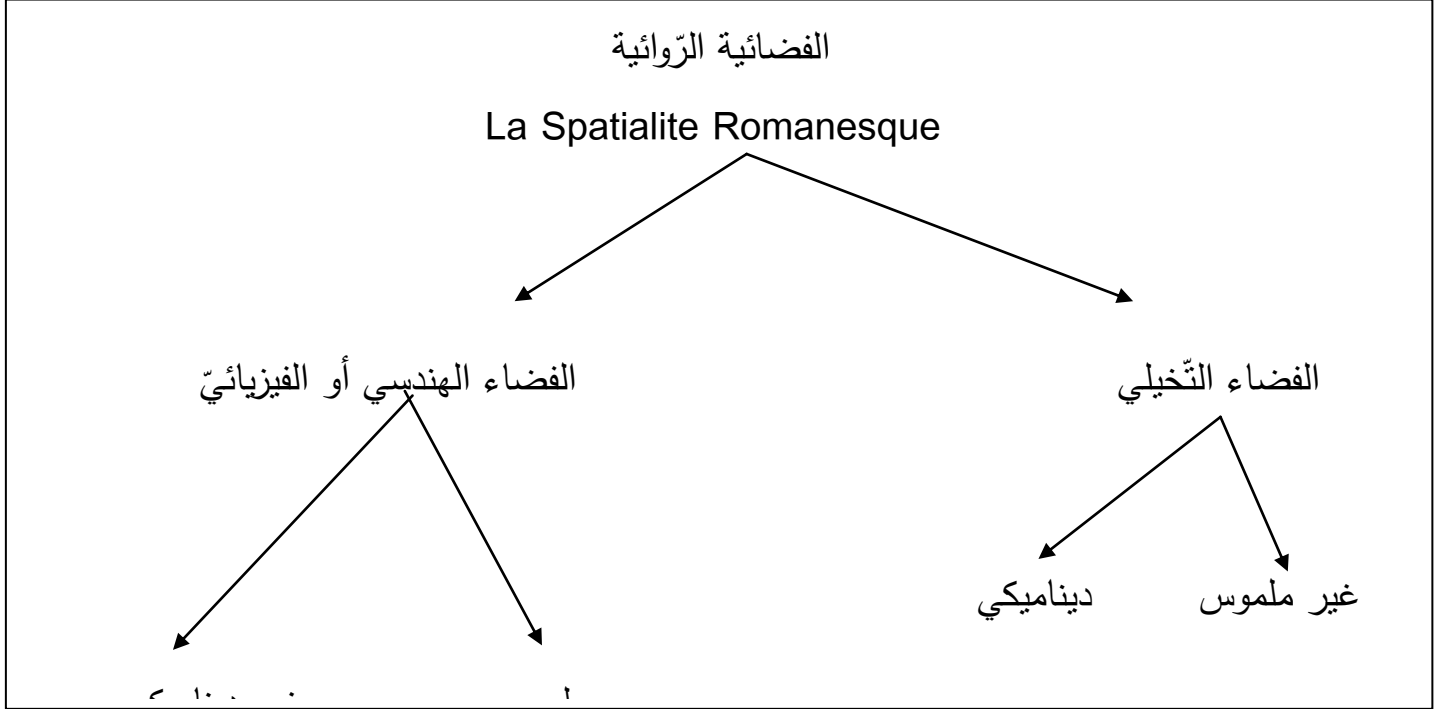 الفضائية الرّوائية
La Spatialite Romanesque
الفضاء التّخيلي الفضاء الهندسي أو الفيزيائيّ
غير ملموس ديناميكي